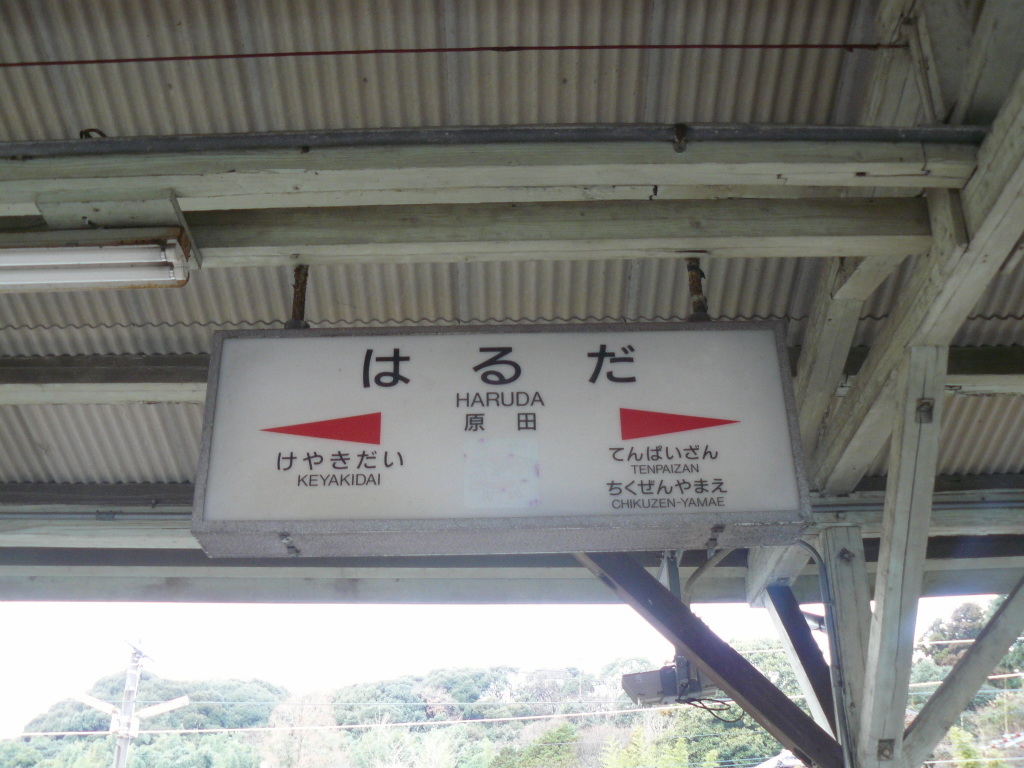 はるだ
HARUDA
原田
けやきだい
KEYAKIDAI
てんぱいざん
TENPAIZAN
ちくぜんやまえ
CHIKUZEN-YAMAE